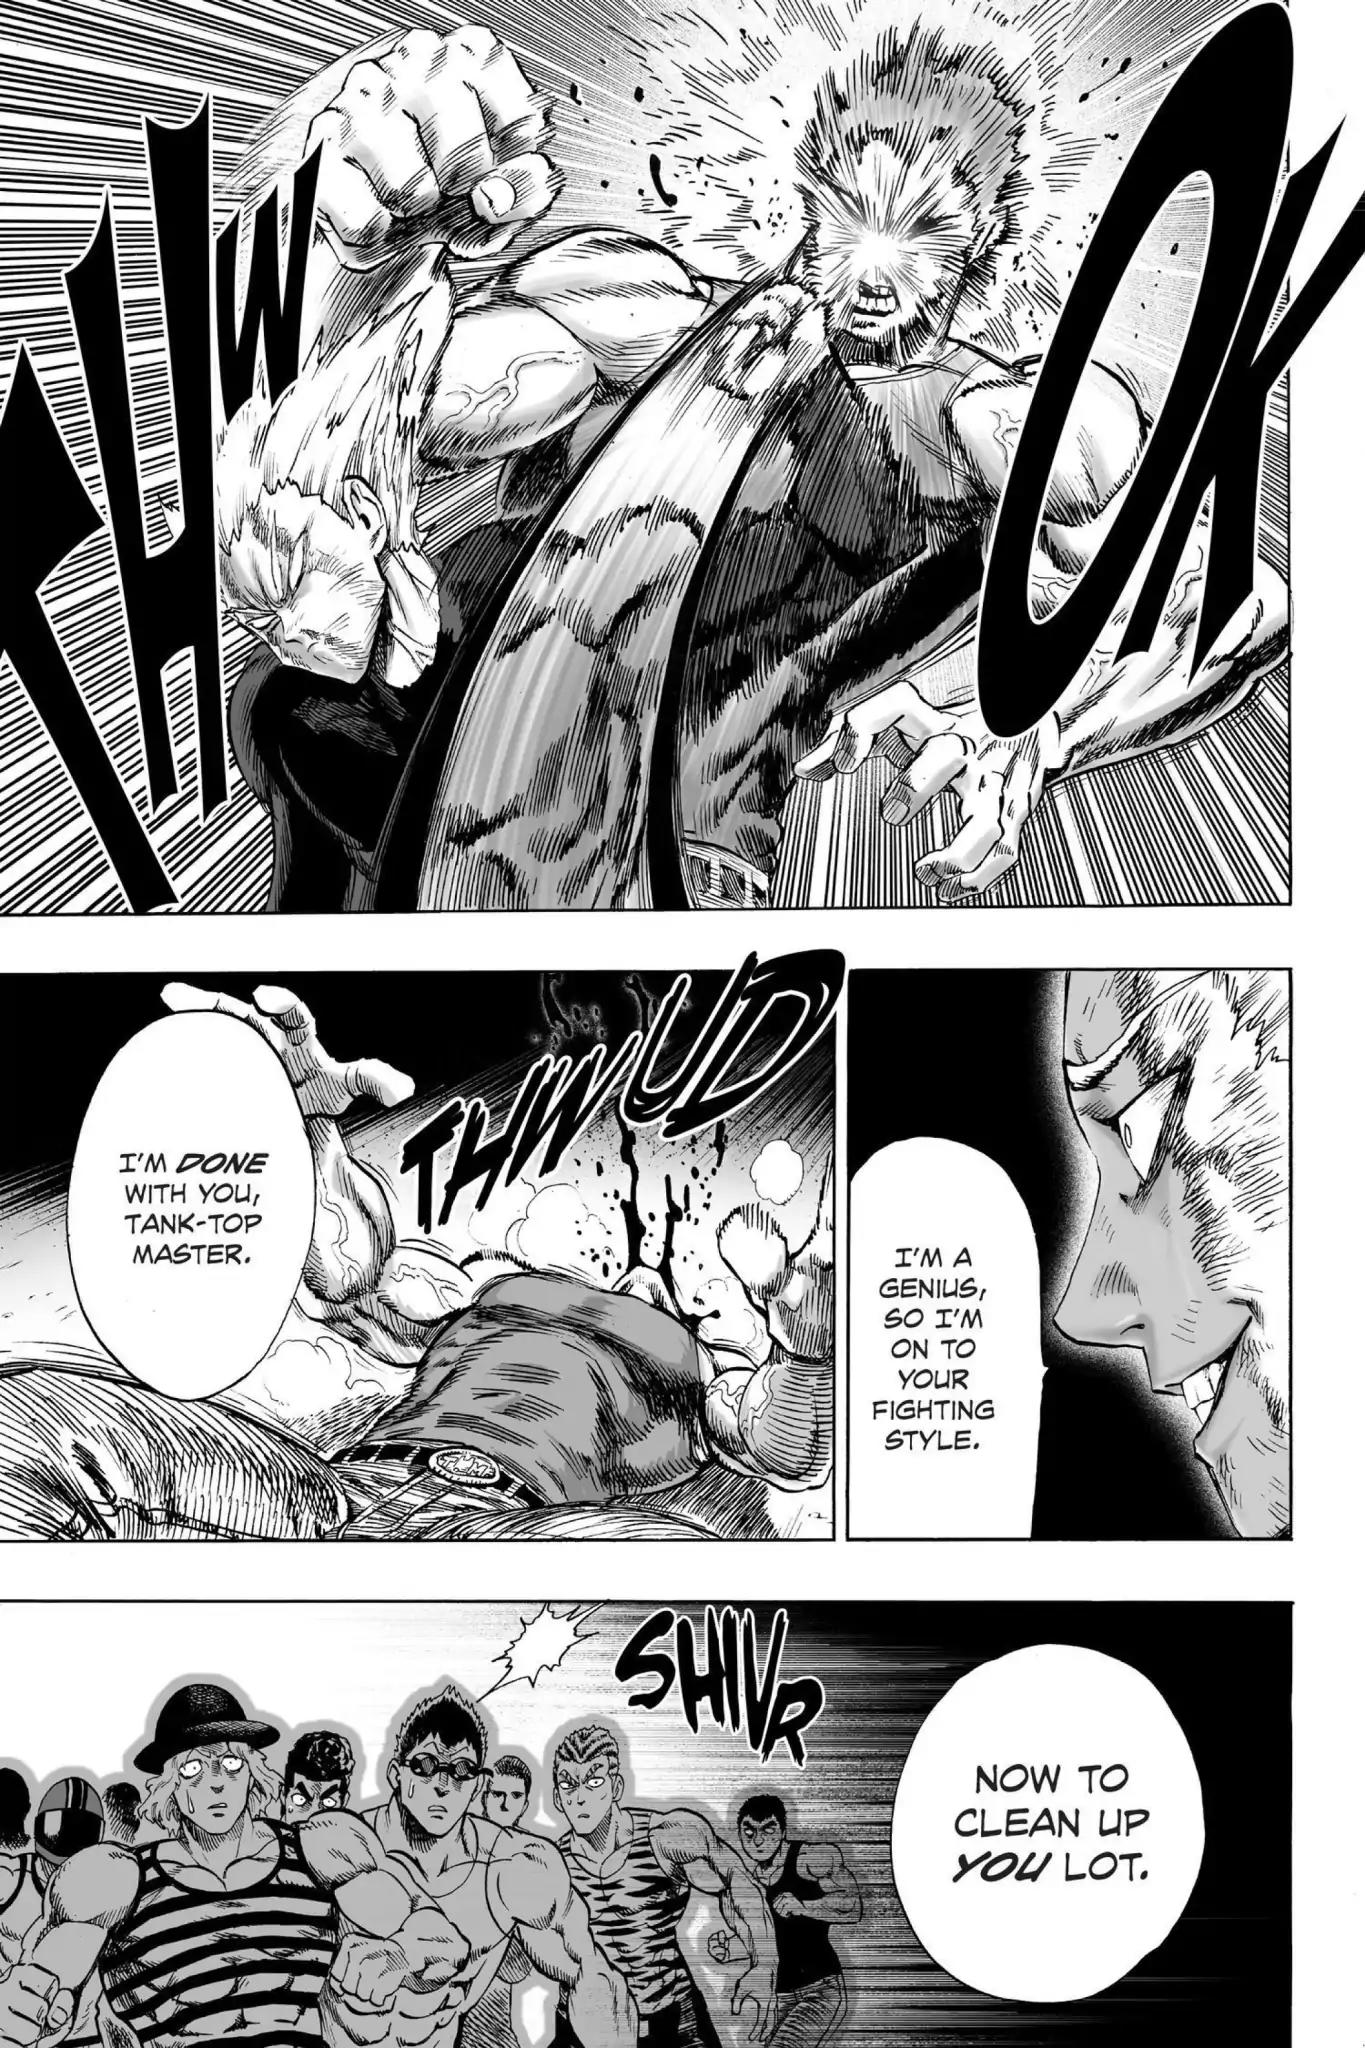 THWOK
I'M A
GENIUS,
SO I'M
ON TO
YOUR
FIGHTING
STYLE.
THWUD
I'M DONE
WITH YOU,
TANK-TOP
MASTER.
SHIVR
NOW TO
CLEAN UP
YOU LOT.